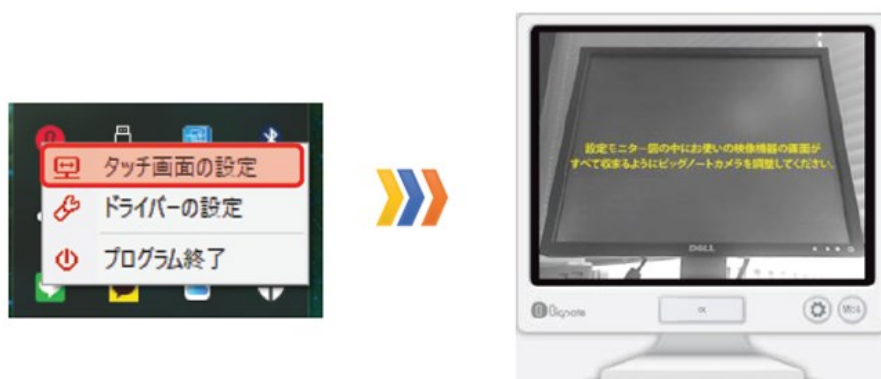 タッチ画面の設定
ドライバーの設定
プログラム終了
設定モニター図の中にお使いの映像機器の画面が
すべて収まるようにビッグノートカメラを調整してください。
DELL
Bignote
OK